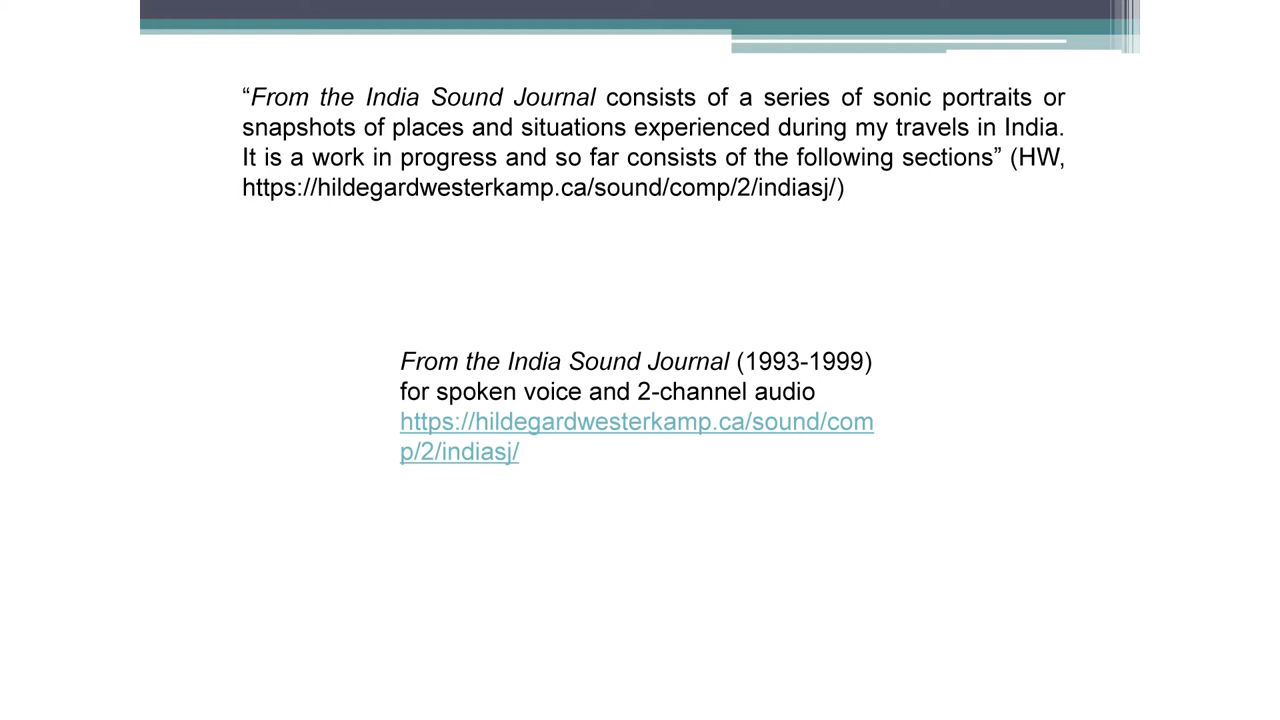 “From the India Sound Journal consists of a series of sonic portraits or
snapshots of places and situations experienced during my travels in India.
It is a work in progress and so far consists of the following sections” (HW,
https://hildegardwesterkamp.ca/sound/comp/2/indiasj/)
From the India Sound Journal (1993-1999)
for spoken voice and 2-channel audio
https://hildegardwesterkamp.ca/sound/com
p/2/indiasj/